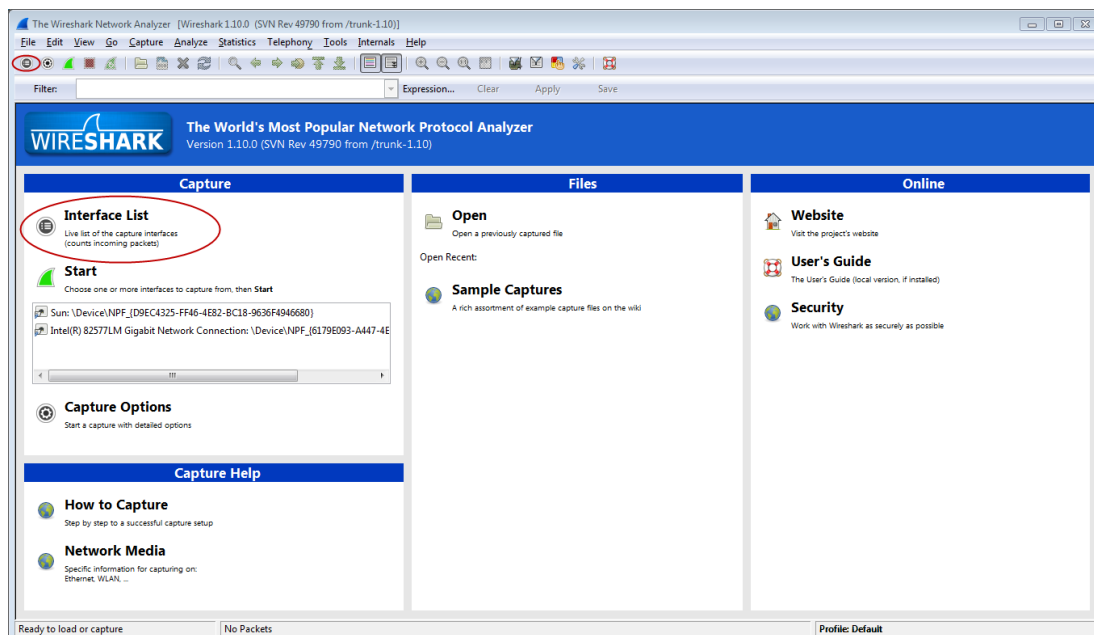 The Wireshark Network Analyzer [Wireshark 1.10.0 (SVN Rev 49790 from /trunk-1.10)]
File Edit View Go Capture Analyze Statistics Telephony Tools Internals Help
Filter: Expression... Clear Apply Save
WIRESHARK
The World's Most Popular Network Protocol Analyzer
Version 1.10.0 (SVN Rev 49790 from /trunk-1.10)
Capture
Interface List
Live list of the capture interfaces
(counts incoming packets)
Start
Choose one or more interfaces to capture from, then Start
Sun: \Device\NPF_{D9EC4325-FF46-4E82-BC18-9636F4946680}
Intel(R) 82577LM Gigabit Network Connection: \Device\NPF_{6179E093-A447-4E
Capture Options
Start a capture with detailed options
Capture Help
How to Capture
Step by step to a successful capture setup
Network Media
Specific information for capturing on:
Ethernet, WLAN, ...
Files
Open
Open a previously captured file
Open Recent:
Sample Captures
A rich assortment of example capture files on the wiki
Online
Website
Visit the project's website
User's Guide
The User's Guide (local version, if installed)
Security
Work with Wireshark as securely as possible
Ready to load or capture
No Packets
Profile: Default